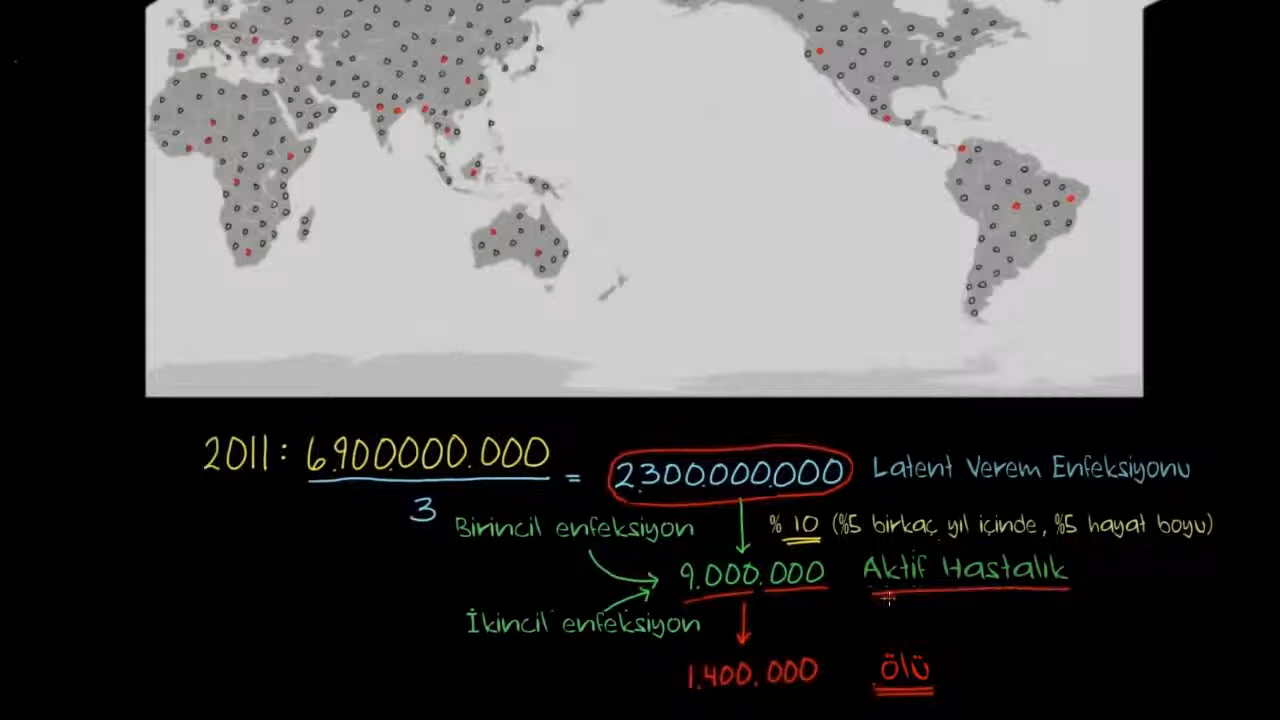 2011: 6.900.000.000
3
= 2.300.000.000 Latent Verem Enfeksiyonu
Birincil enfeksiyon
% 10 (%5 birkaç yıl içinde, %5 hayat boyu)
9.000.000 Aktif Hastalık
İkincil enfeksiyon
1.400.000 ölü